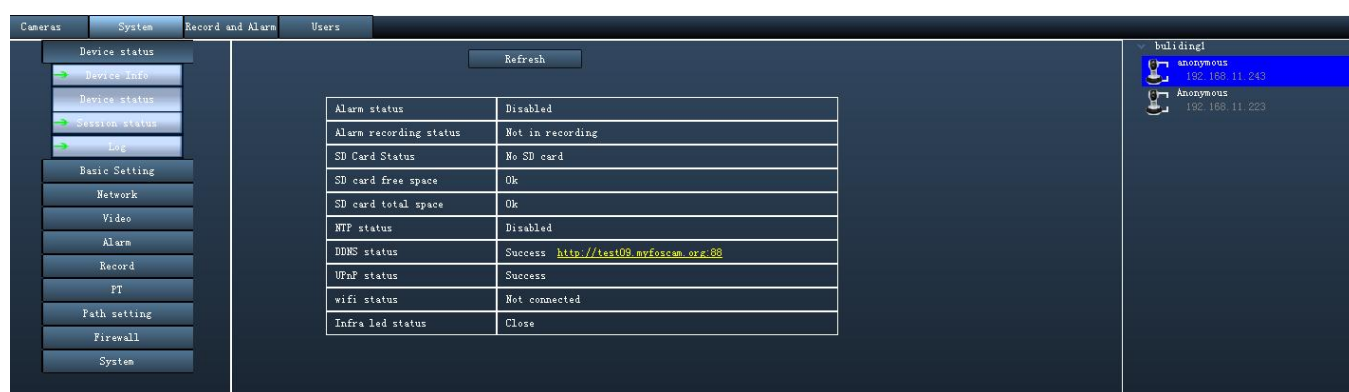 Cameras System Record and Alarm Users
Device status
Device Info
Device status
Session status
Log
Basic Setting
Network
Video
Alarm
Record
PT
Path setting
Firewall
System
Refresh
Alarm status Disabled
Alarm recording status Not in recording
SD Card Status No SD card
SD card free space 0k
SD card total space 0k
NTP status Disabled
DDNS status Success http://test09.myfoscam.org:88
UPnP status Success
wifi status Not connected
Infra led status Close
buliding1
anonymous
192.168.11.243
Anonymous
192.168.11.223